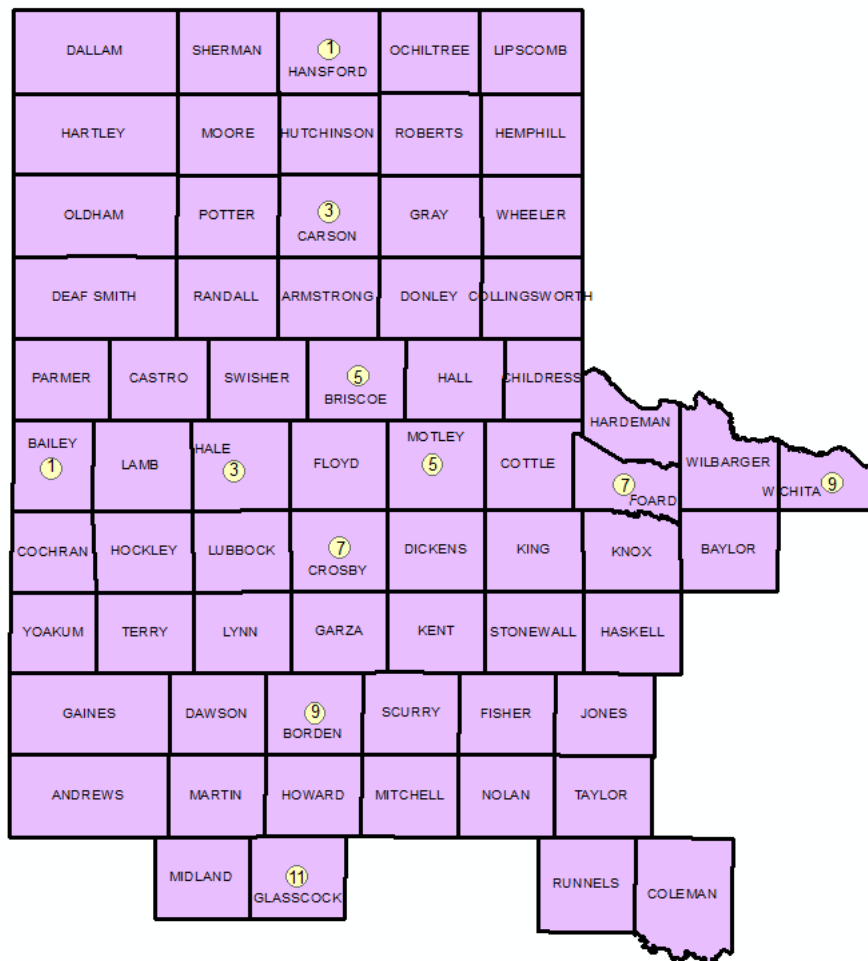 DALLAM SHERMAN 1 HANSFORD OCHILTREE LIPSCOMB
HARTLEY MOORE HUTCHINSON ROBERTS HEMPHILL
OLDHAM POTTER 3 CARSON GRAY WHEELER
DEAF SMITH RANDALL ARMSTRONG DONLEY COLLINGSWORTH
PARMER CASTRO SWISHER 5 BRISCOE HALL CHILDRESS
HARDEMAN
BAILEY 1 LAMB HALE 3 FLOYD MOTLEY 5 COTTLE 7 FOARD WILBARGER WICHITA 9
COCHRAN HOCKLEY LUBBOCK 7 CROSBY DICKENS KING KNOX BAYLOR
YOAKUM TERRY LYNN GARZA KENT STONEWALL HASKELL
GAINES DAWSON 9 BORDEN SCURRY FISHER JONES
ANDREWS MARTIN HOWARD MITCHELL NOLAN TAYLOR
MIDLAND 11 GLASSCOCK RUNNELS COLEMAN